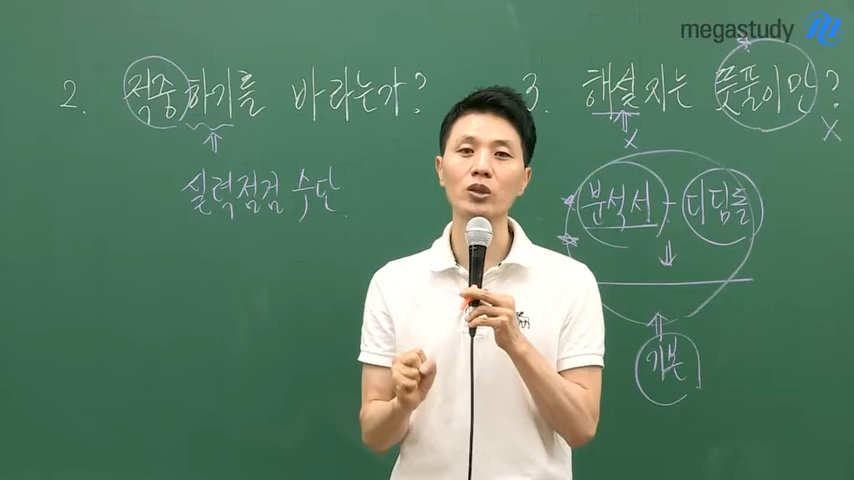 megastudy
2. 적중하기를 바라는가?
실력점검 수단
3. 해설지는 뜻풀이만?
X
X
분석서 - 디딤돌
기본